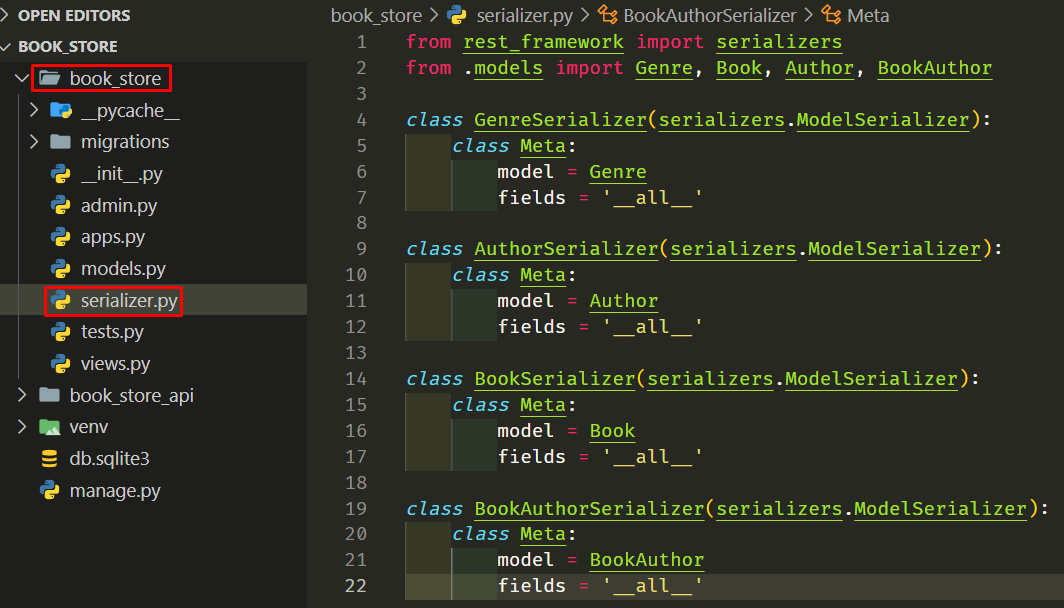 OPEN EDITORS
BOOK_STORE
book_store
__pycache__
migrations
__init__.py
admin.py
apps.py
models.py
serializer.py
tests.py
views.py
book_store_api
venv
db.sqlite3
manage.py
book_store > serializer.py > BookAuthorSerializer > Meta
1 from rest_framework import serializers
2 from .models import Genre, Book, Author, BookAuthor
3
4 class GenreSerializer(serializers.ModelSerializer):
5     class Meta:
6         model = Genre
7         fields = '__all__'
8
9 class AuthorSerializer(serializers.ModelSerializer):
10     class Meta:
11         model = Author
12         fields = '__all__'
13
14 class BookSerializer(serializers.ModelSerializer):
15     class Meta:
16         model = Book
17         fields = '__all__'
18
19 class BookAuthorSerializer(serializers.ModelSerializer):
20     class Meta:
21         model = BookAuthor
22         fields = '__all__'